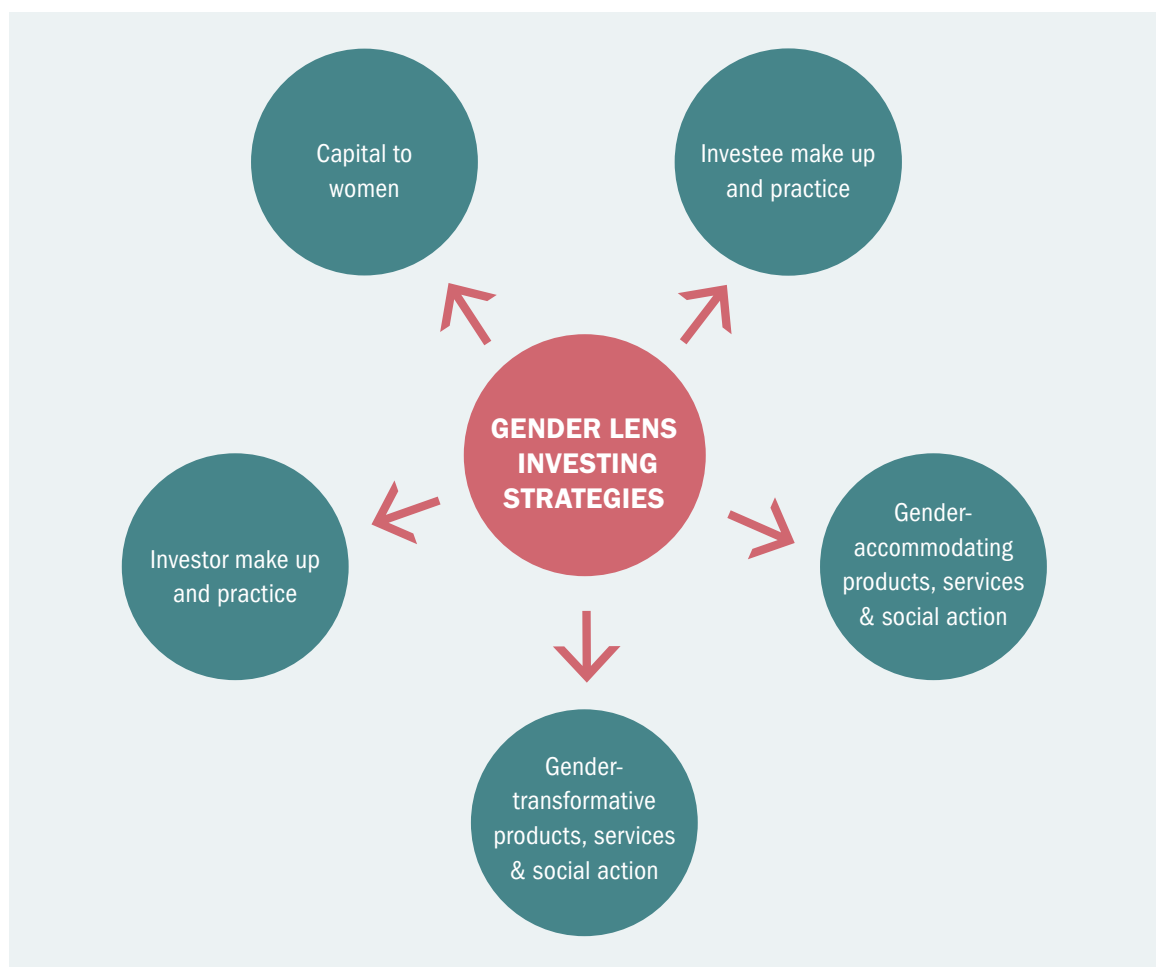 Capital to
women
Investee make up
and practice
GENDER LENS
INVESTING
STRATEGIES
Investor make up
and practice
Gender-
accommodating
products, services
& social action
Gender-
transformative
products, services
& social action